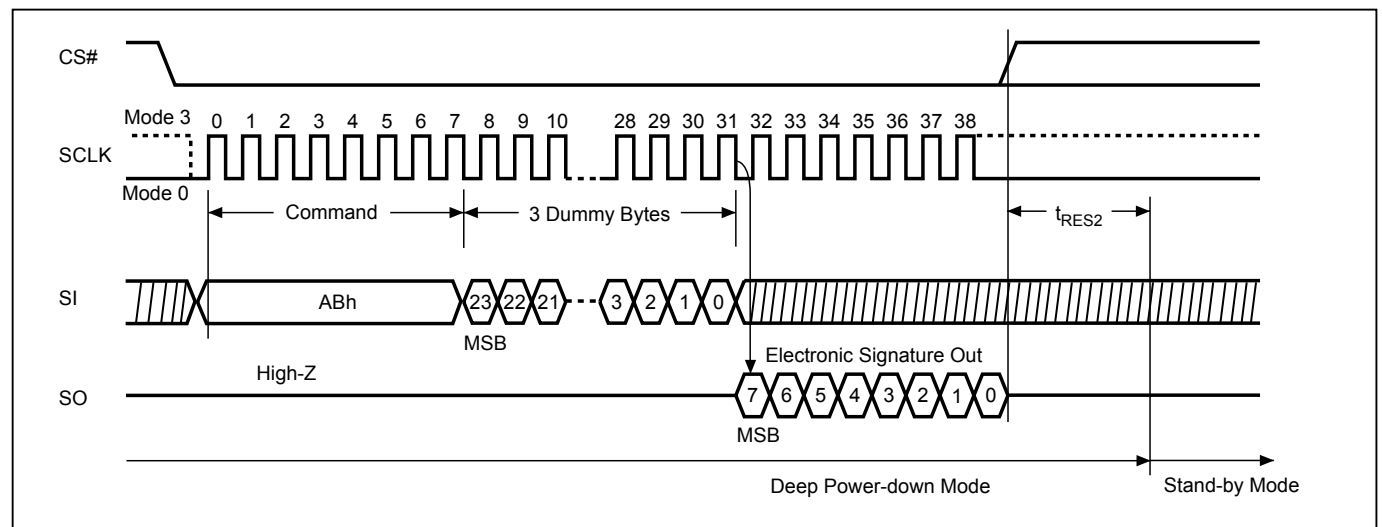 CS#
Mode 3 0 1 2 3 4 5 6 7 8 9 10 28 29 30 31 32 33 34 35 36 37 38
SCLK
Mode 0
Command 3 Dummy Bytes tRES2
SI ABh 23 22 21 3 2 1 0
MSB
High-Z Electronic Signature Out
SO 7 6 5 4 3 2 1 0
MSB
Deep Power-down Mode Stand-by Mode